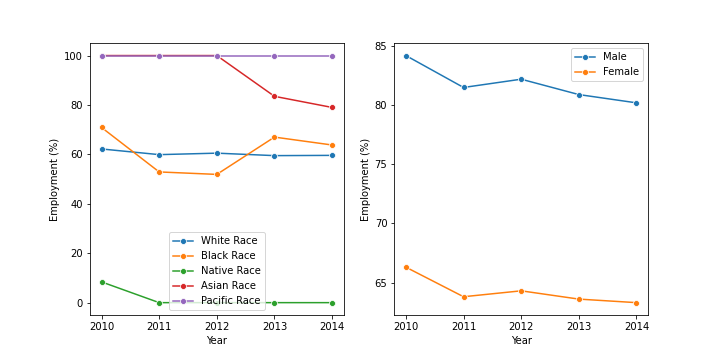 100
80
60
40
20
0
Employment (%)
White Race
Black Race
Native Race
Asian Race
Pacific Race
2010 2011 2012 2013 2014
Year
85
80
75
70
65
Employment (%)
Male
Female
2010 2011 2012 2013 2014
Year